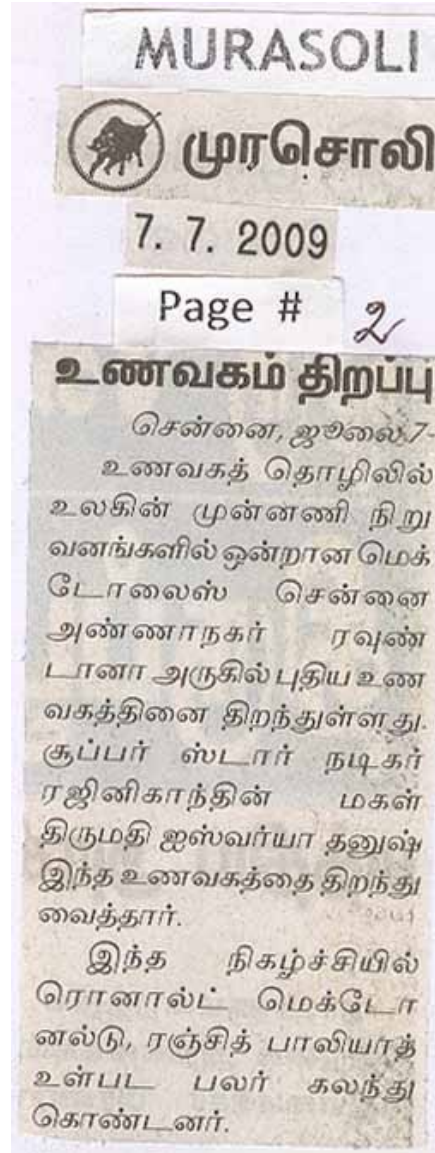 MURASOLI
முரசொலி
7. 7. 2009
Page # 2
உணவகம் திறப்பு
சென்னை, ஜூலை.7-
உணவகத் தொழிலில்
உலகின் முன்னணி நிறு
வனங்களில் ஒன்றான மெக்
டோலைஸ் சென்னை
அண்ணாநகர் ரவுண்
டானா அருகில் புதிய உண
வகத்தினை திறந்துள்ளது.
சூப்பர் ஸ்டார் நடிகர்
ரஜினிகாந்தின் மகள்
திருமதி ஐஸ்வர்யா தனுஷ்
இந்த உணவகத்தை திறந்து
வைத்தார்.
இந்த நிகழ்ச்சியில்
ரொனால்ட் மெக்டோ
னல்டு, ரஞ்சித் பாலியாத்
உள்பட பலர் கலந்து
கொண்டனர்.